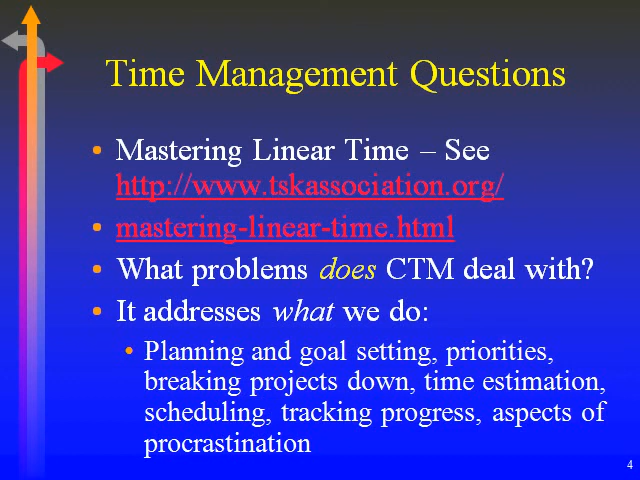 Time Management Questions
• Mastering Linear Time – See
http://www.tskassociation.org/
• mastering-linear-time.html
• What problems does CTM deal with?
• It addresses what we do:
• Planning and goal setting, priorities,
breaking projects down, time estimation,
scheduling, tracking progress, aspects of
procrastination
4